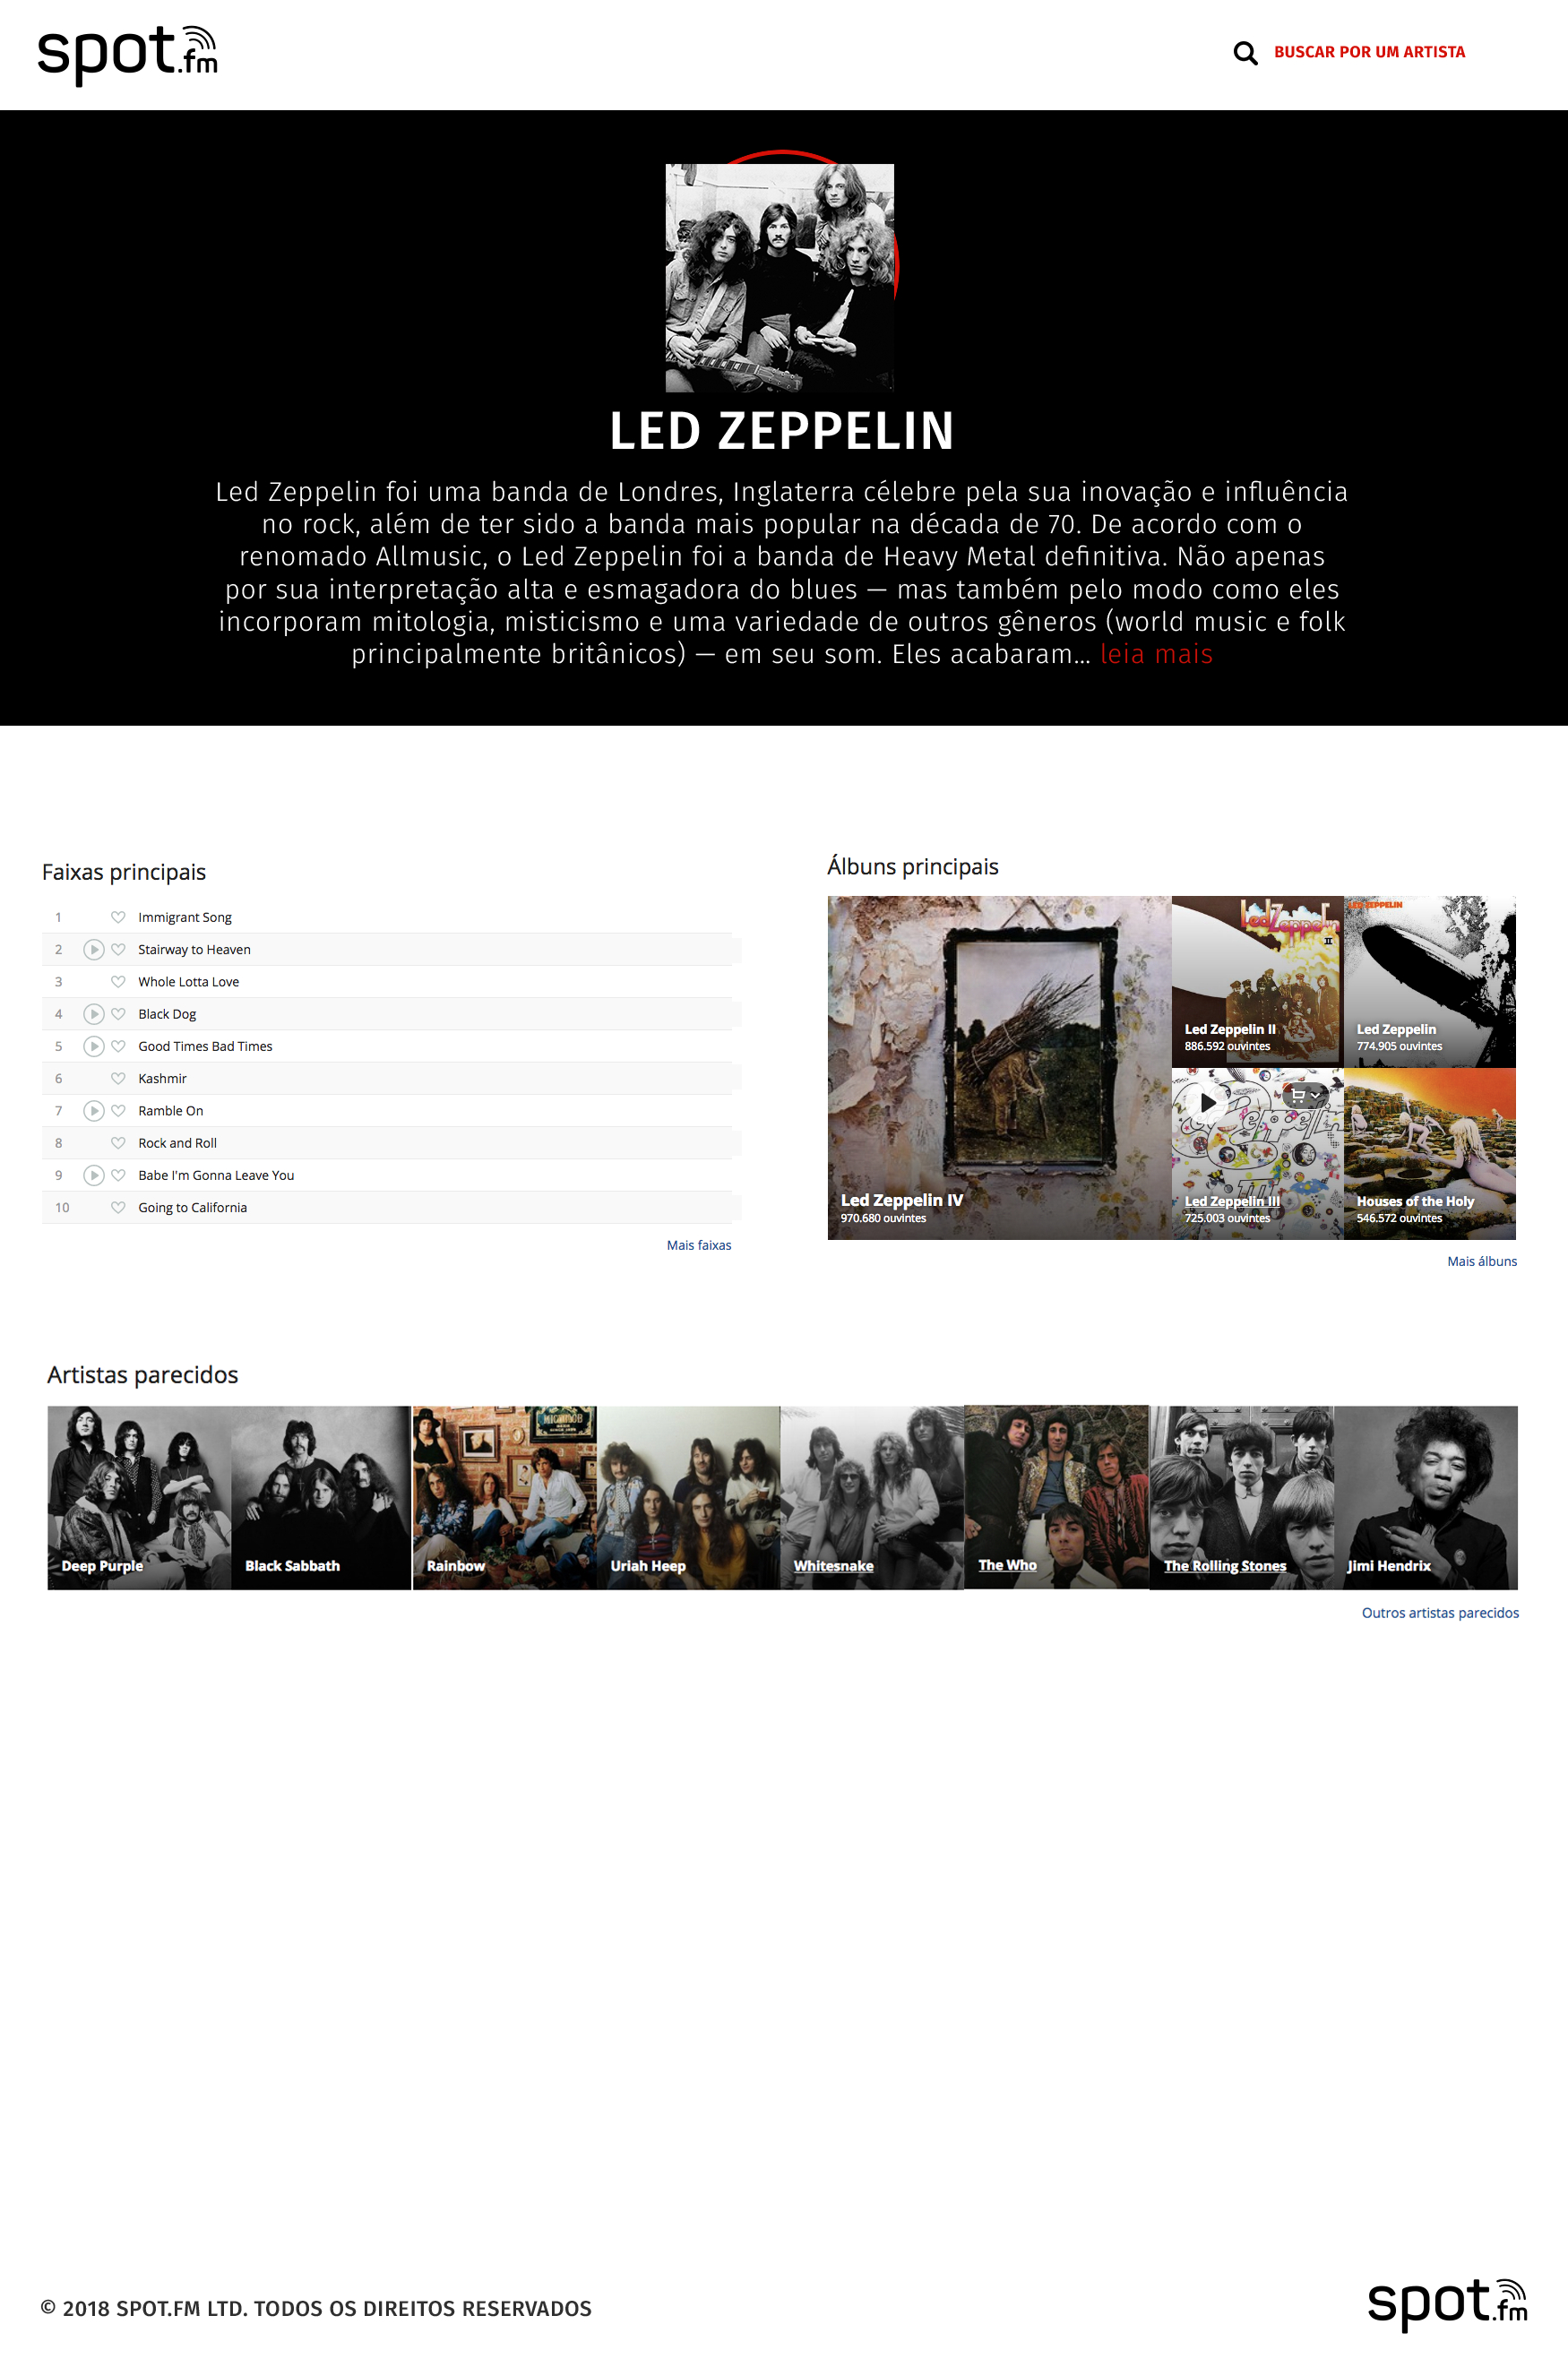 spot.fm
BUSCAR POR UM ARTISTA
LED ZEPPELIN
Led Zeppelin foi uma banda de Londres, Inglaterra célebre pela sua inovação e influência
no rock, além de ter sido a banda mais popular na década de 70. De acordo com o
renomado Allmusic, o Led Zeppelin foi a banda de Heavy Metal definitiva. Não apenas
por sua interpretação alta e esmagadora do blues — mas também pelo modo como eles
incorporam mitologia, misticismo e uma variedade de outros gêneros (world music e folk
principalmente britânicos) — em seu som. Eles acabaram... leia mais
Faixas principais
1 Immigrant Song
2 Stairway to Heaven
3 Whole Lotta Love
4 Black Dog
5 Good Times Bad Times
6 Kashmir
7 Ramble On
8 Rock and Roll
9 Babe I'm Gonna Leave You
10 Going to California
Mais faixas
Álbuns principais
Led Zeppelin IV
970.680 ouvintes
Led Zeppelin II
Led Zeppelin II
886.592 ouvintes
LED ZEPPELIN
Led Zeppelin
774.905 ouvintes
Led Zeppelin III
725.003 ouvintes
Houses of the Holy
546.572 ouvintes
Mais álbuns
Artistas parecidos
Deep Purple
Black Sabbath
Rainbow
Uriah Heep
Whitesnake
The Who
The Rolling Stones
Jimi Hendrix
Outros artistas parecidos
© 2018 SPOT.FM LTD. TODOS OS DIREITOS RESERVADOS
spot.fm